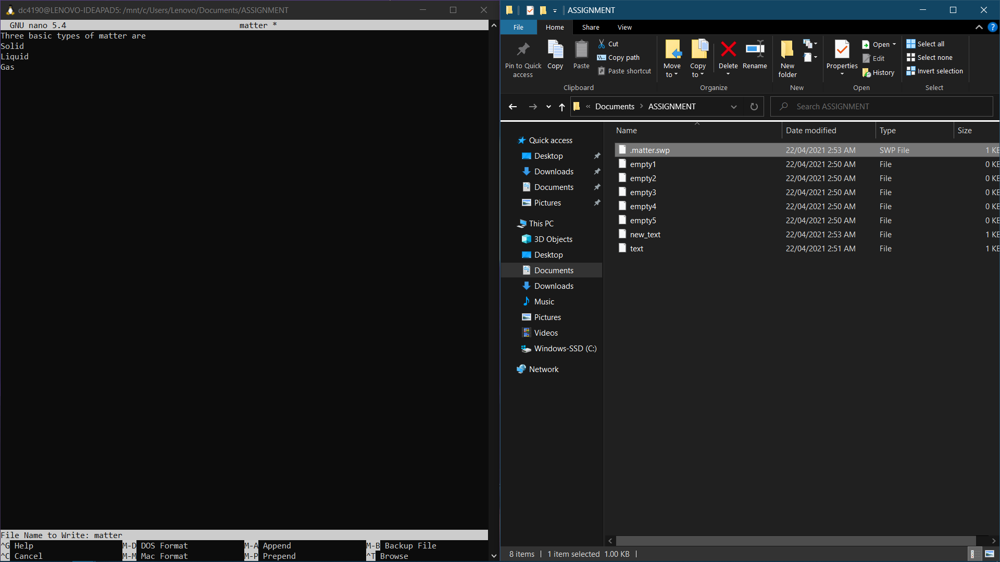 dc4190@LENOVO-IDEAPAD5: /mnt/c/Users/Lenovo/Documents/ASSIGNMENT
GNU nano 5.4 matter *
Three basic types of matter are
Solid
Liquid
Gas
File Name to Write: matter
^G Help M-D DOS Format M-A Append M-B Backup File
^C Cancel M-M Mac Format M-P Prepend ^T Browse
ASSIGNMENT
File Home Share View
Pin to Quick access
Copy
Paste
Cut
Copy path
Paste shortcut
Clipboard
Move to
Copy to
Delete
Rename
Organize
New folder
New
Properties
Open
Edit
History
Open
Select all
Select none
Invert selection
Select
« Documents > ASSIGNMENT
Search ASSIGNMENT
Quick access
Desktop
Downloads
Documents
Pictures
This PC
3D Objects
Desktop
Documents
Downloads
Music
Pictures
Videos
Windows-SSD (C:)
Network
Name Date modified Type Size
.matter.swp 22/04/2021 2:53 AM SWP File 1 KB
empty1 22/04/2021 2:50 AM File 0 KB
empty2 22/04/2021 2:50 AM File 0 KB
empty3 22/04/2021 2:50 AM File 0 KB
empty4 22/04/2021 2:50 AM File 0 KB
empty5 22/04/2021 2:50 AM File 0 KB
new_text 22/04/2021 2:53 AM File 1 KB
text 22/04/2021 2:51 AM File 1 KB
8 items 1 item selected 1.00 KB